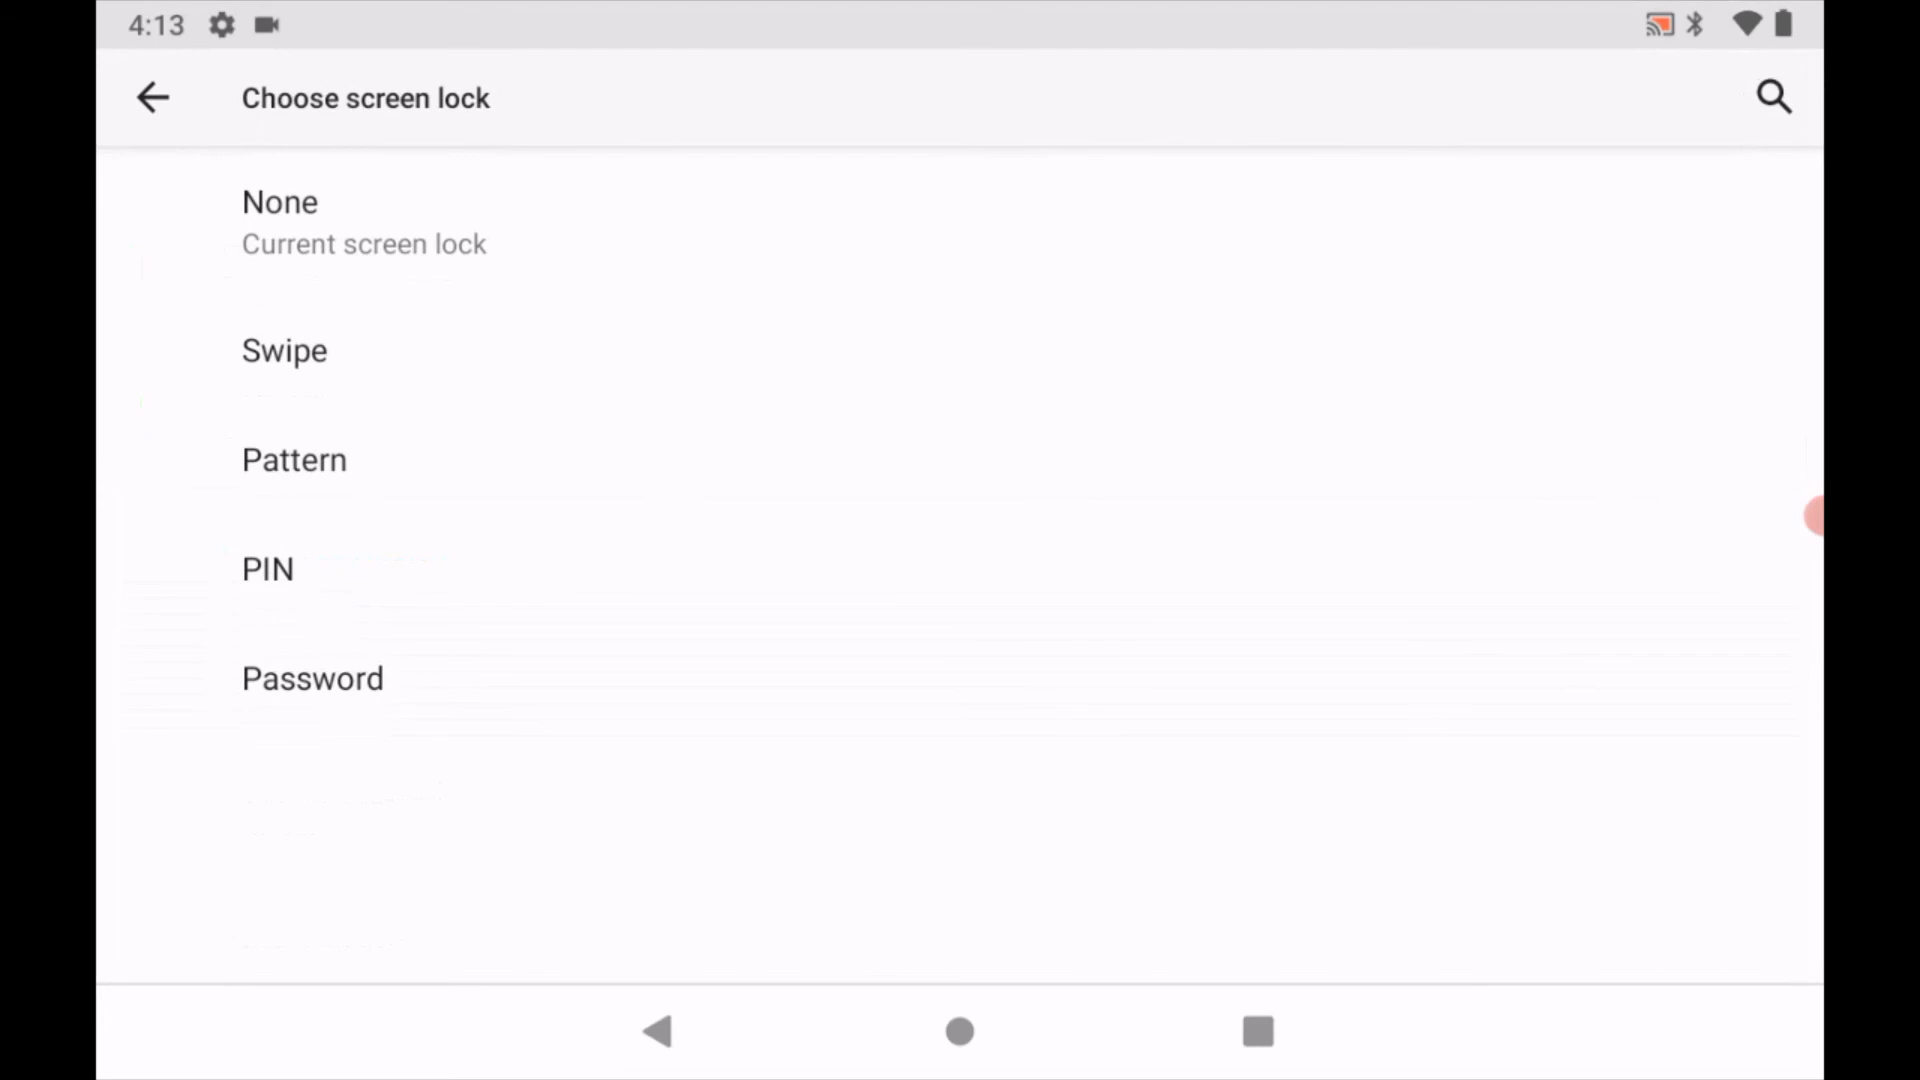 4:13
Choose screen lock
None
Current screen lock
Swipe
Pattern
PIN
Password